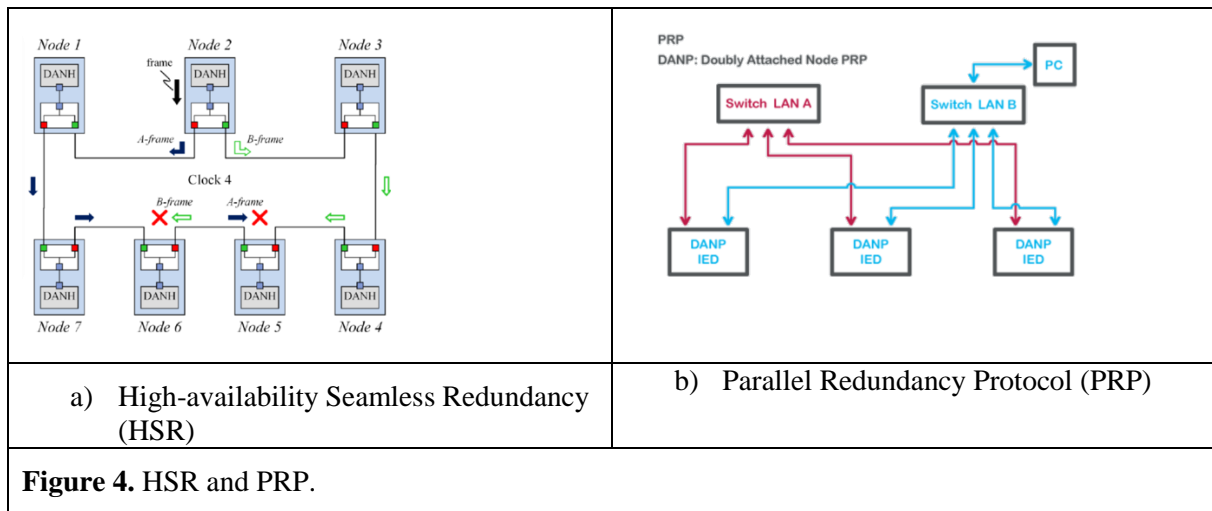 Node 1
Node 2
Node 3
DANH
frame
DANH
DANH
A-frame
B-frame
Clock 4
B-frame
A-frame
DANH
DANH
DANH
DANH
Node 7
Node 6
Node 5
Node 4
PRP
DANP: Doubly Attached Node PRP
PC
Switch LAN A
Switch LAN B
DANP
IED
DANP
IED
DANP
IED
a) High-availability Seamless Redundancy
(HSR)
b) Parallel Redundancy Protocol (PRP)
Figure 4. HSR and PRP.